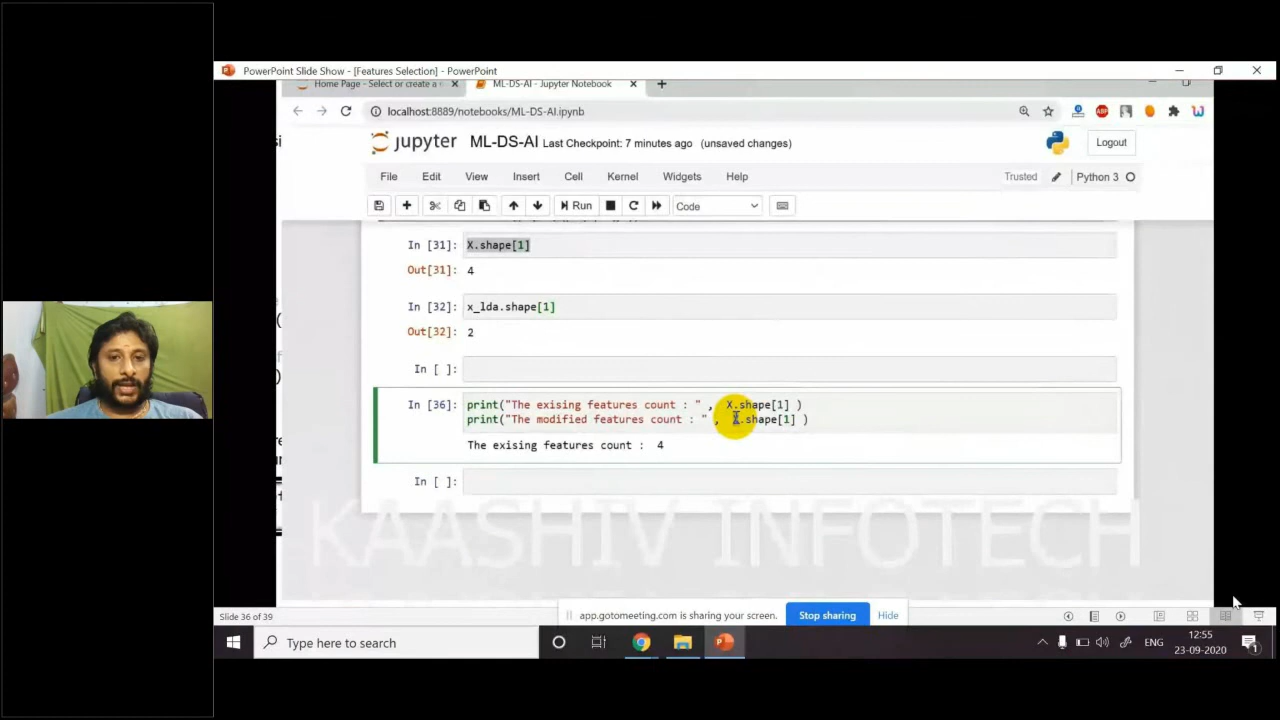 PowerPoint Slide Show - [Features Selection] - PowerPoint
Home Page - Select or create a
ML-DS-AI - Jupyter Notebook
localhost:8889/notebooks/ML-DS-AI.ipynb
ABP
jupyter ML-DS-AI Last Checkpoint: 7 minutes ago (unsaved changes)
Logout
File Edit View Insert Cell Kernel Widgets Help
Trusted
Python 3
Run
Code
In [31]: X.shape[1]
Out[31]: 4
In [32]: x_lda.shape[1]
Out[32]: 2
In [ ]:
In [36]: print("The exising features count : " , X.shape[1] )
print("The modified features count : " , X.shape[1] )
The exising features count : 4
In [ ]:
KAASHIV INFOTECH
app.gotomeeting.com is sharing your screen.
Stop sharing
Hide
Slide 36 of 39
Type here to search
ENG
12:55
23-09-2020
1